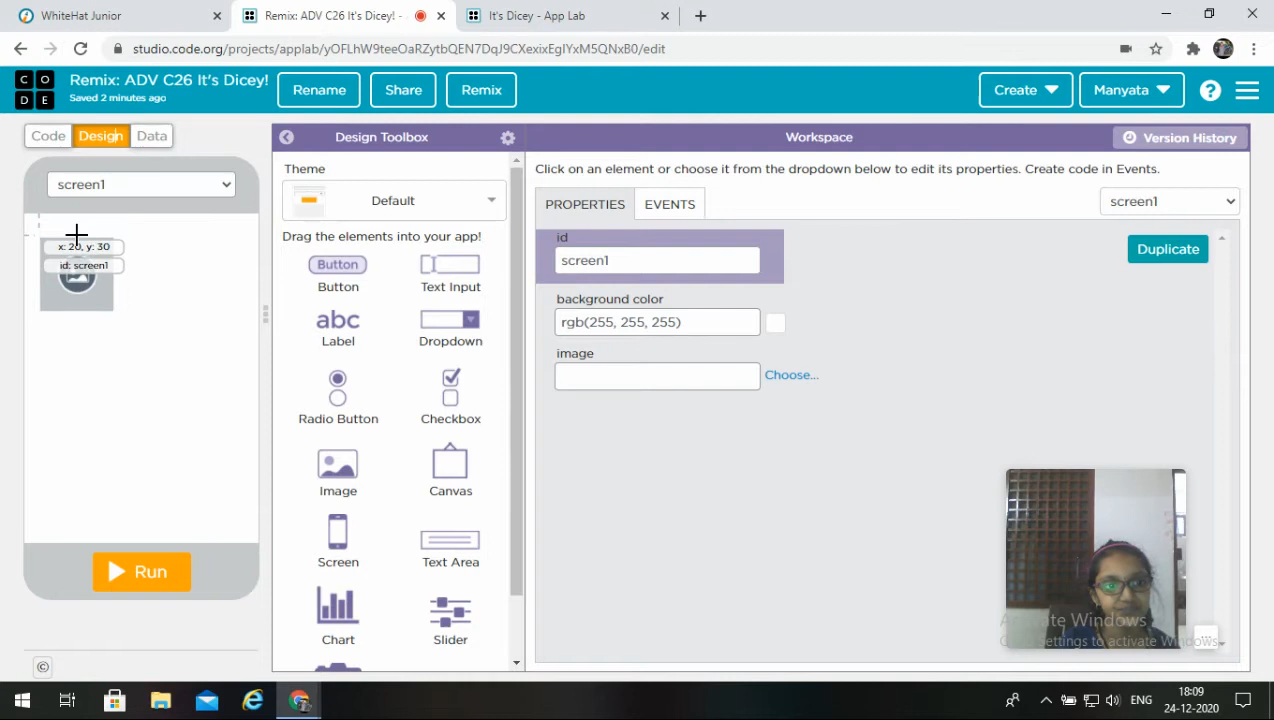 WhiteHat Junior
Remix: ADV C26 It's Dicey! -
It's Dicey - App Lab
studio.code.org/projects/applab/yOFLhW9teeOaRZytbQEN7DqJ9CXexixEgIYxM5QNxB0/edit
C O
D E
Remix: ADV C26 It's Dicey!
Saved 2 minutes ago
Rename
Share
Remix
Create
Manyata
?
Code
Design
Data
Design Toolbox
Workspace
Version History
screen1
Theme
Default
Click on an element or choose it from the dropdown below to edit its properties. Create code in Events.
PROPERTIES
EVENTS
screen1
x: 20, y: 30
id: screen1
Drag the elements into your app!
Button
Button
Text Input
abc
Label
Dropdown
Radio Button
Checkbox
Image
Canvas
Screen
Text Area
Chart
Slider
id
screen1
Duplicate
background color
rgb(255, 255, 255)
image
Choose...
Run
©
Activate Windows
Settings to activate Windows.
ENG
18:09
24-12-2020